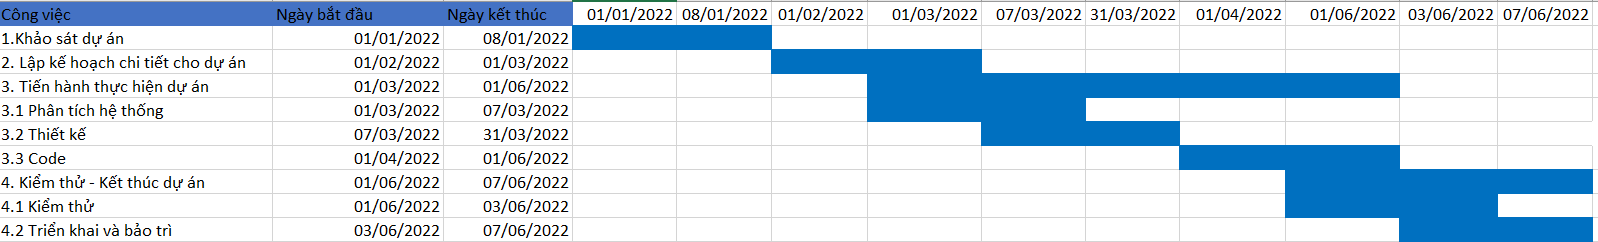 Công việc Ngày bắt đầu Ngày kết thúc 01/01/2022 08/01/2022 01/02/2022 01/03/2022 07/03/2022 31/03/2022 01/04/2022 01/06/2022 03/06/2022 07/06/2022
1.Khảo sát dự án 01/01/2022 08/01/2022
2. Lập kế hoạch chi tiết cho dự án 01/02/2022 01/03/2022
3. Tiến hành thực hiện dự án 01/03/2022 01/06/2022
3.1 Phân tích hệ thống 01/03/2022 07/03/2022
3.2 Thiết kế 07/03/2022 31/03/2022
3.3 Code 01/04/2022 01/06/2022
4. Kiểm thử - Kết thúc dự án 01/06/2022 07/06/2022
4.1 Kiểm thử 01/06/2022 03/06/2022
4.2 Triển khai và bảo trì 03/06/2022 07/06/2022